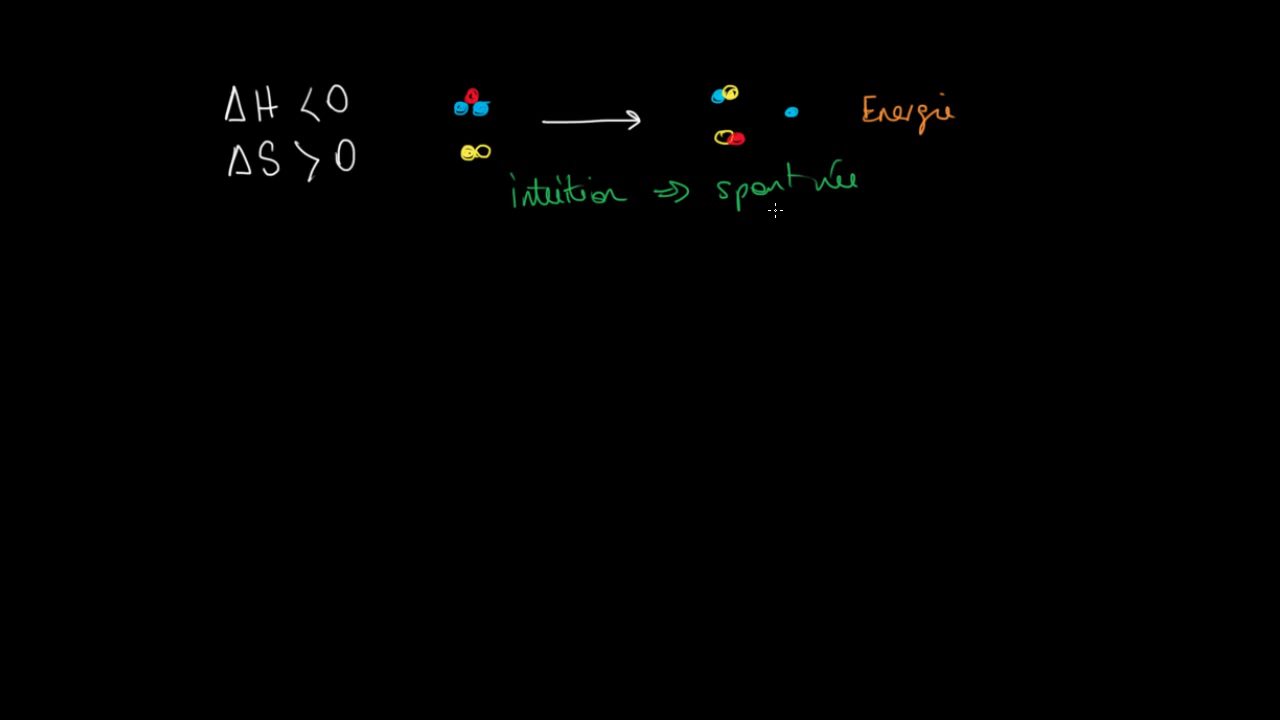 ΔH <0
Energie
ΔS >0
intuition => spontanée